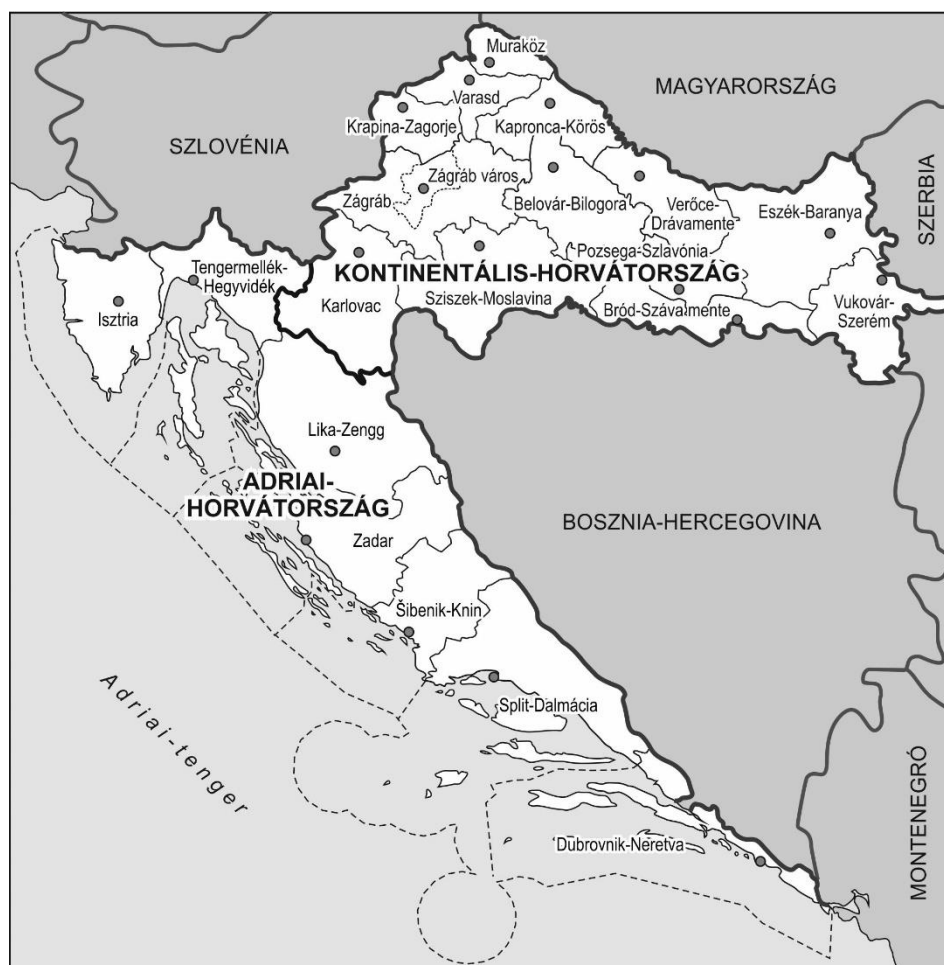 Muraköz
MAGYARORSZÁG
Varasd
Krapina-Zagorje
Kapronca-Körös
SZLOVÉNIA
SZERBIA
Zágráb város
Zágráb
Belovár-Bilogora
Verőce-
Drávamente
Eszék-Baranya
Pozsega-Szlavónia
Tengermellék-
Hegyvidék
KONTINENTÁLIS-HORVÁTORSZÁG
Isztria
Karlovac
Sziszek-Moslavina
Bród-Szávalmente
Vukovár-
Szerém
Lika-Zengg
ADRIAI-
HORVÁTORSZÁG
BOSZNIA-HERCEGOVINA
Zadar
Šibenik-Knin
Adriai-tenger
Split-Dalmácia
Dubrovnik-Neretva
MONTENEGRÓ